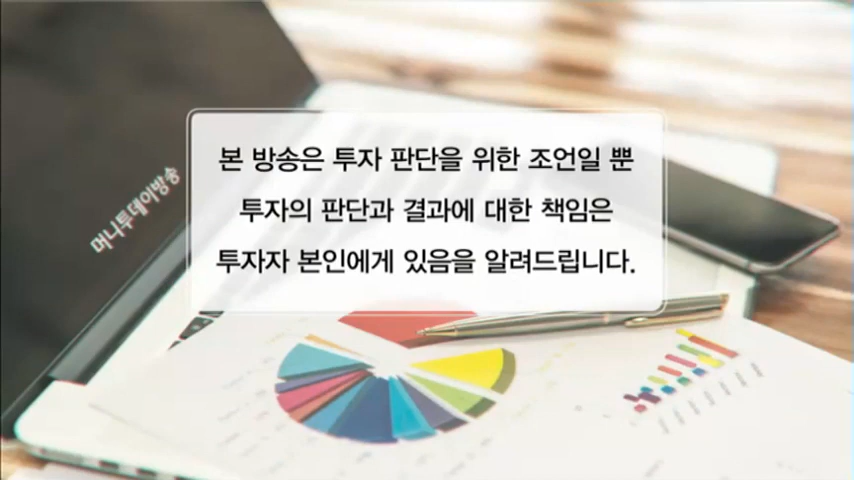 본 방송은 투자 판단을 위한 조언일 뿐
투자의 판단과 결과에 대한 책임은
투자자 본인에게 있음을 알려드립니다.
머니투데이방송